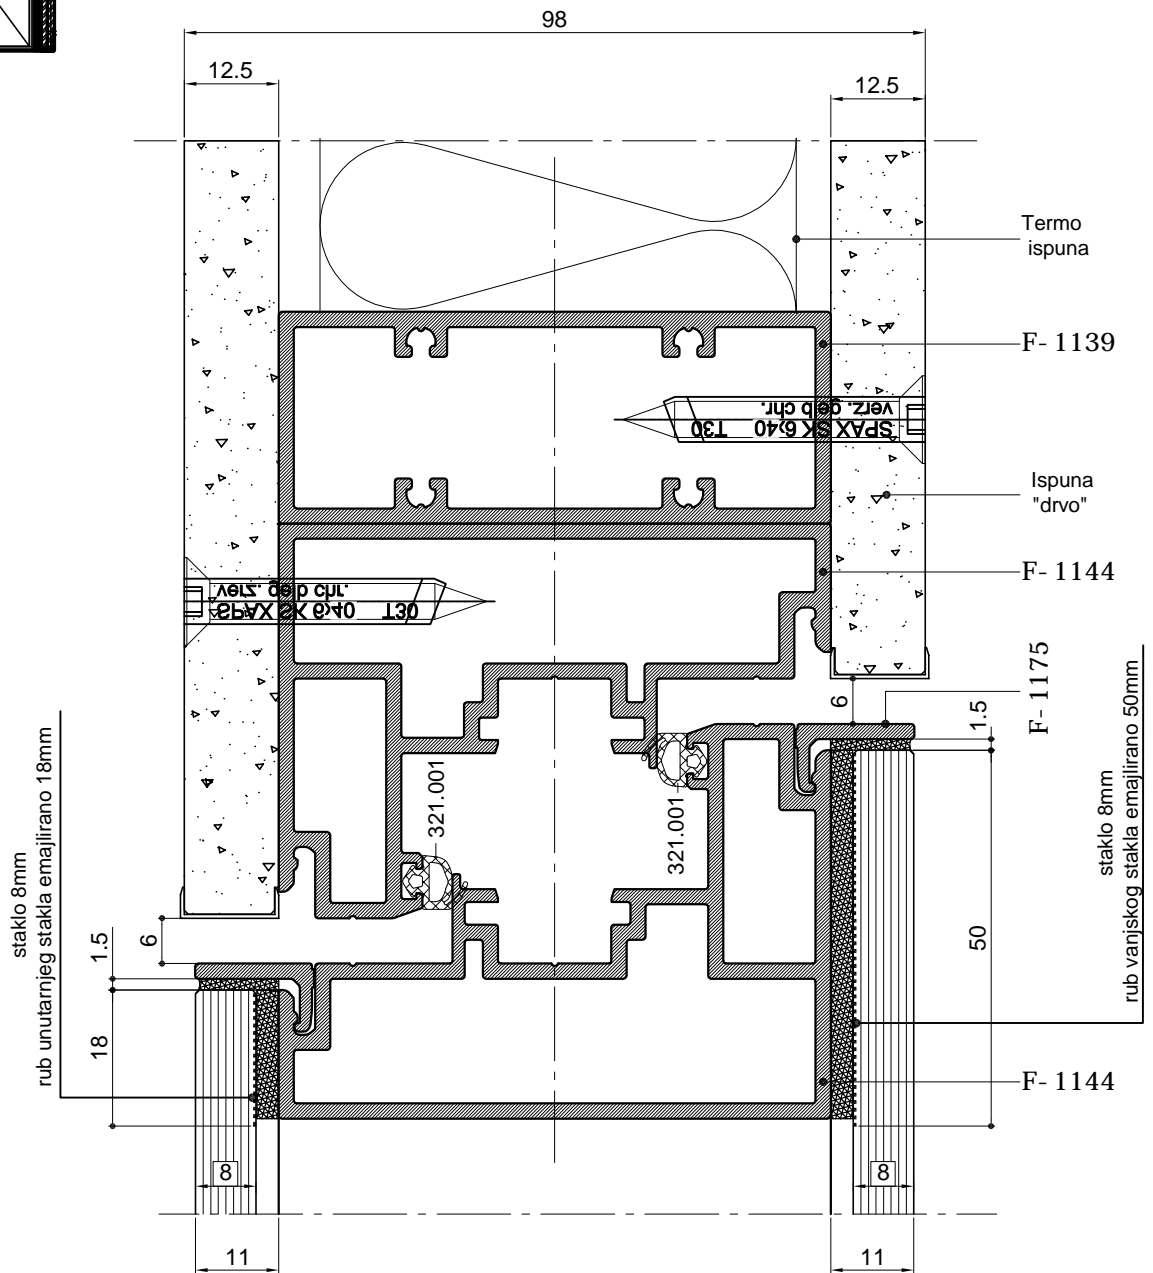 98
12.5
12.5
Termo
ispuna
F- 1139
verz. gelb chr.
SPAX SK 6,40 T30
Ispuna
"drvo"
F- 1144
verz. gelb chr.
SPAX SK 6,40 T30
F- 1175
6
1.5
321.001
321.001
staklo 8mm
rub unutarnjeg stakla emajlirano 18mm
staklo 8mm
rub vanjskog stakla emajlirano 50mm
1.5
6
50
18
F- 1144
8
8
11
11